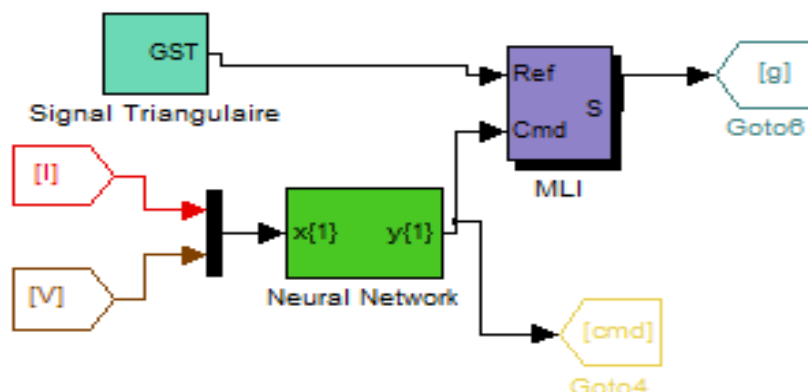 GST
Signal Triangulaire
Ref
S
Cmd
MLI
[g]
Goto6
[I]
[V]
x{1} y{1}
Neural Network
[cmd]
Goto4